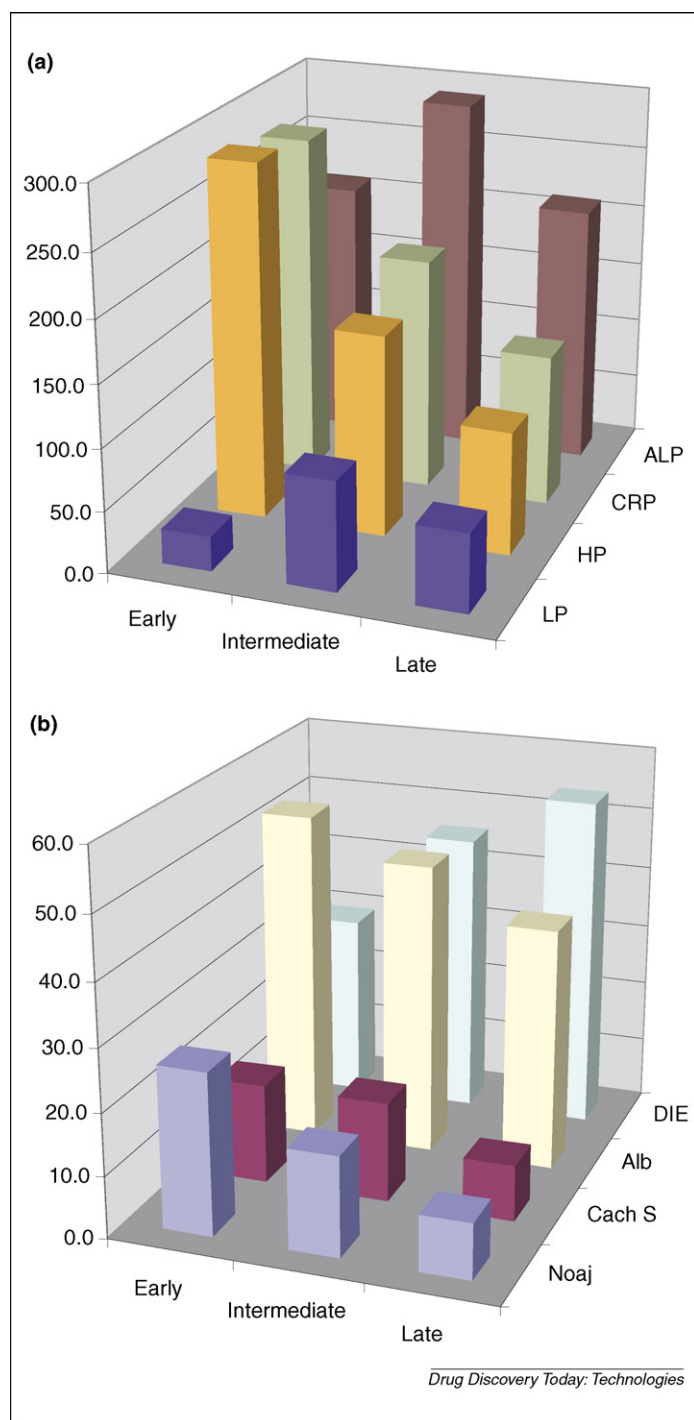 (a)
300.0
250.0
200.0
150.0
100.0
50.0
0.0
ALP
CRP
HP
LP
Early
Intermediate
Late
(b)
60.0
50.0
40.0
30.0
20.0
10.0
0.0
DIE
Alb
Cach S
Noaj
Early
Intermediate
Late
Drug Discovery Today: Technologies